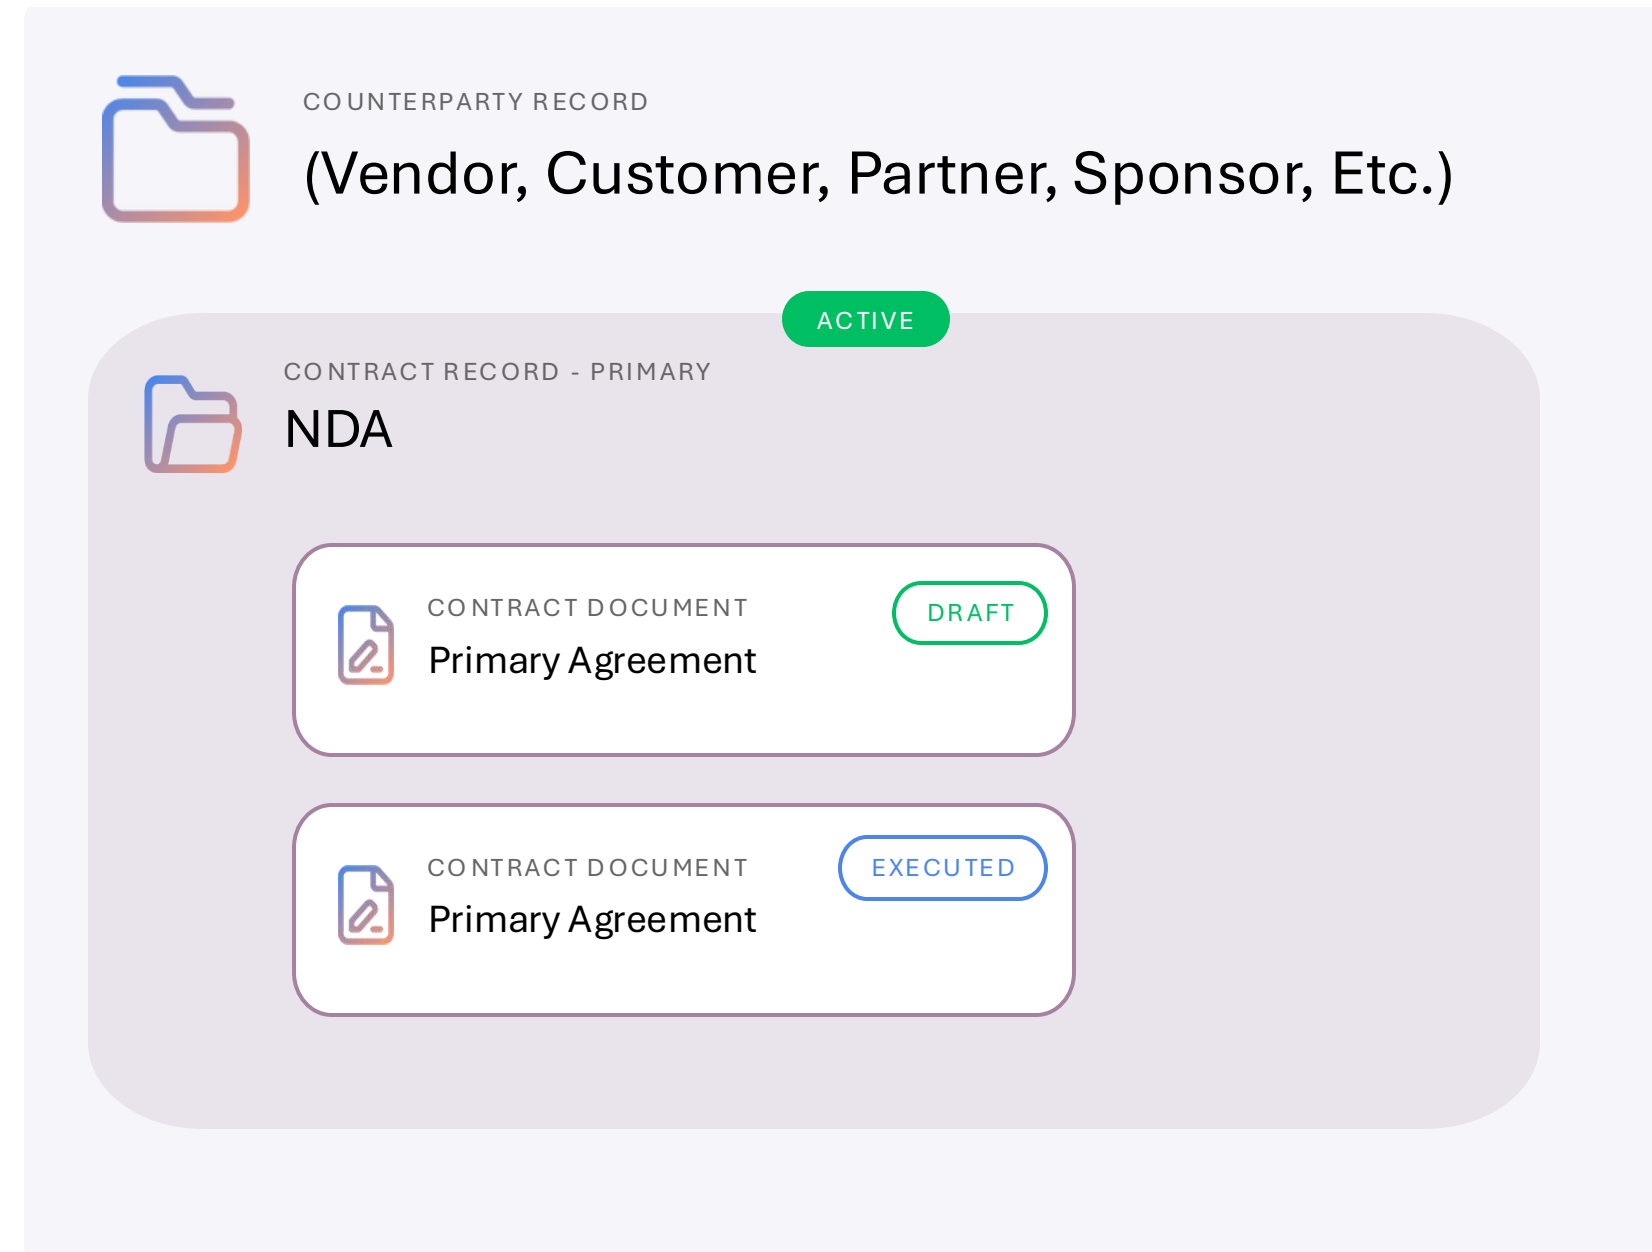 COUNTERPARTY RECORD
(Vendor, Customer, Partner, Sponsor, Etc.)
ACTIVE
CONTRACT RECORD - PRIMARY
NDA
CONTRACT DOCUMENT
DRAFT
Primary Agreement
CONTRACT DOCUMENT
EXECUTED
Primary Agreement